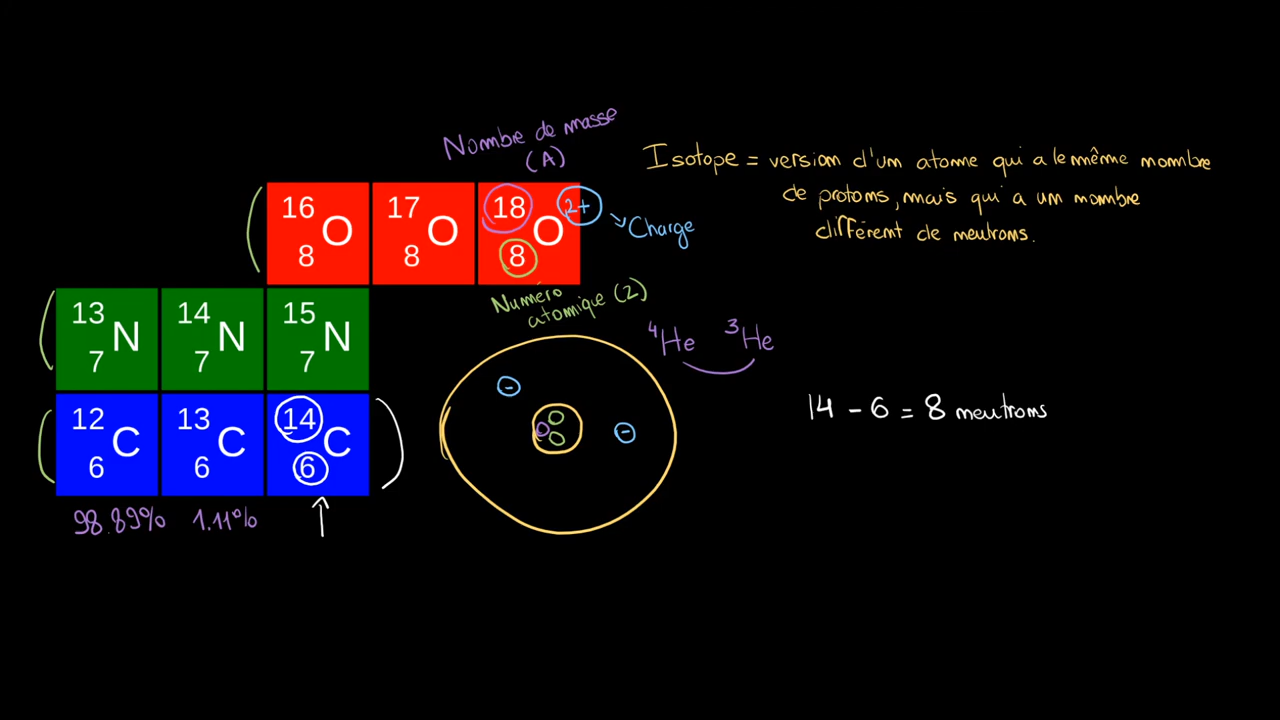 Nombre de masse
(A)
Isotope = version d'un atome qui a le même nombre
de protons, mais qui a un nombre
différent de neutrons.
16 8 O
17 8 O
18 8 O 2+
Charge
Numéro
atomique (Z)
13 7 N
14 7 N
15 7 N
4He 3He
12 6 C
13 6 C
14 6 C
14 - 6 = 8 neutrons
- -
98.89% 1.11%